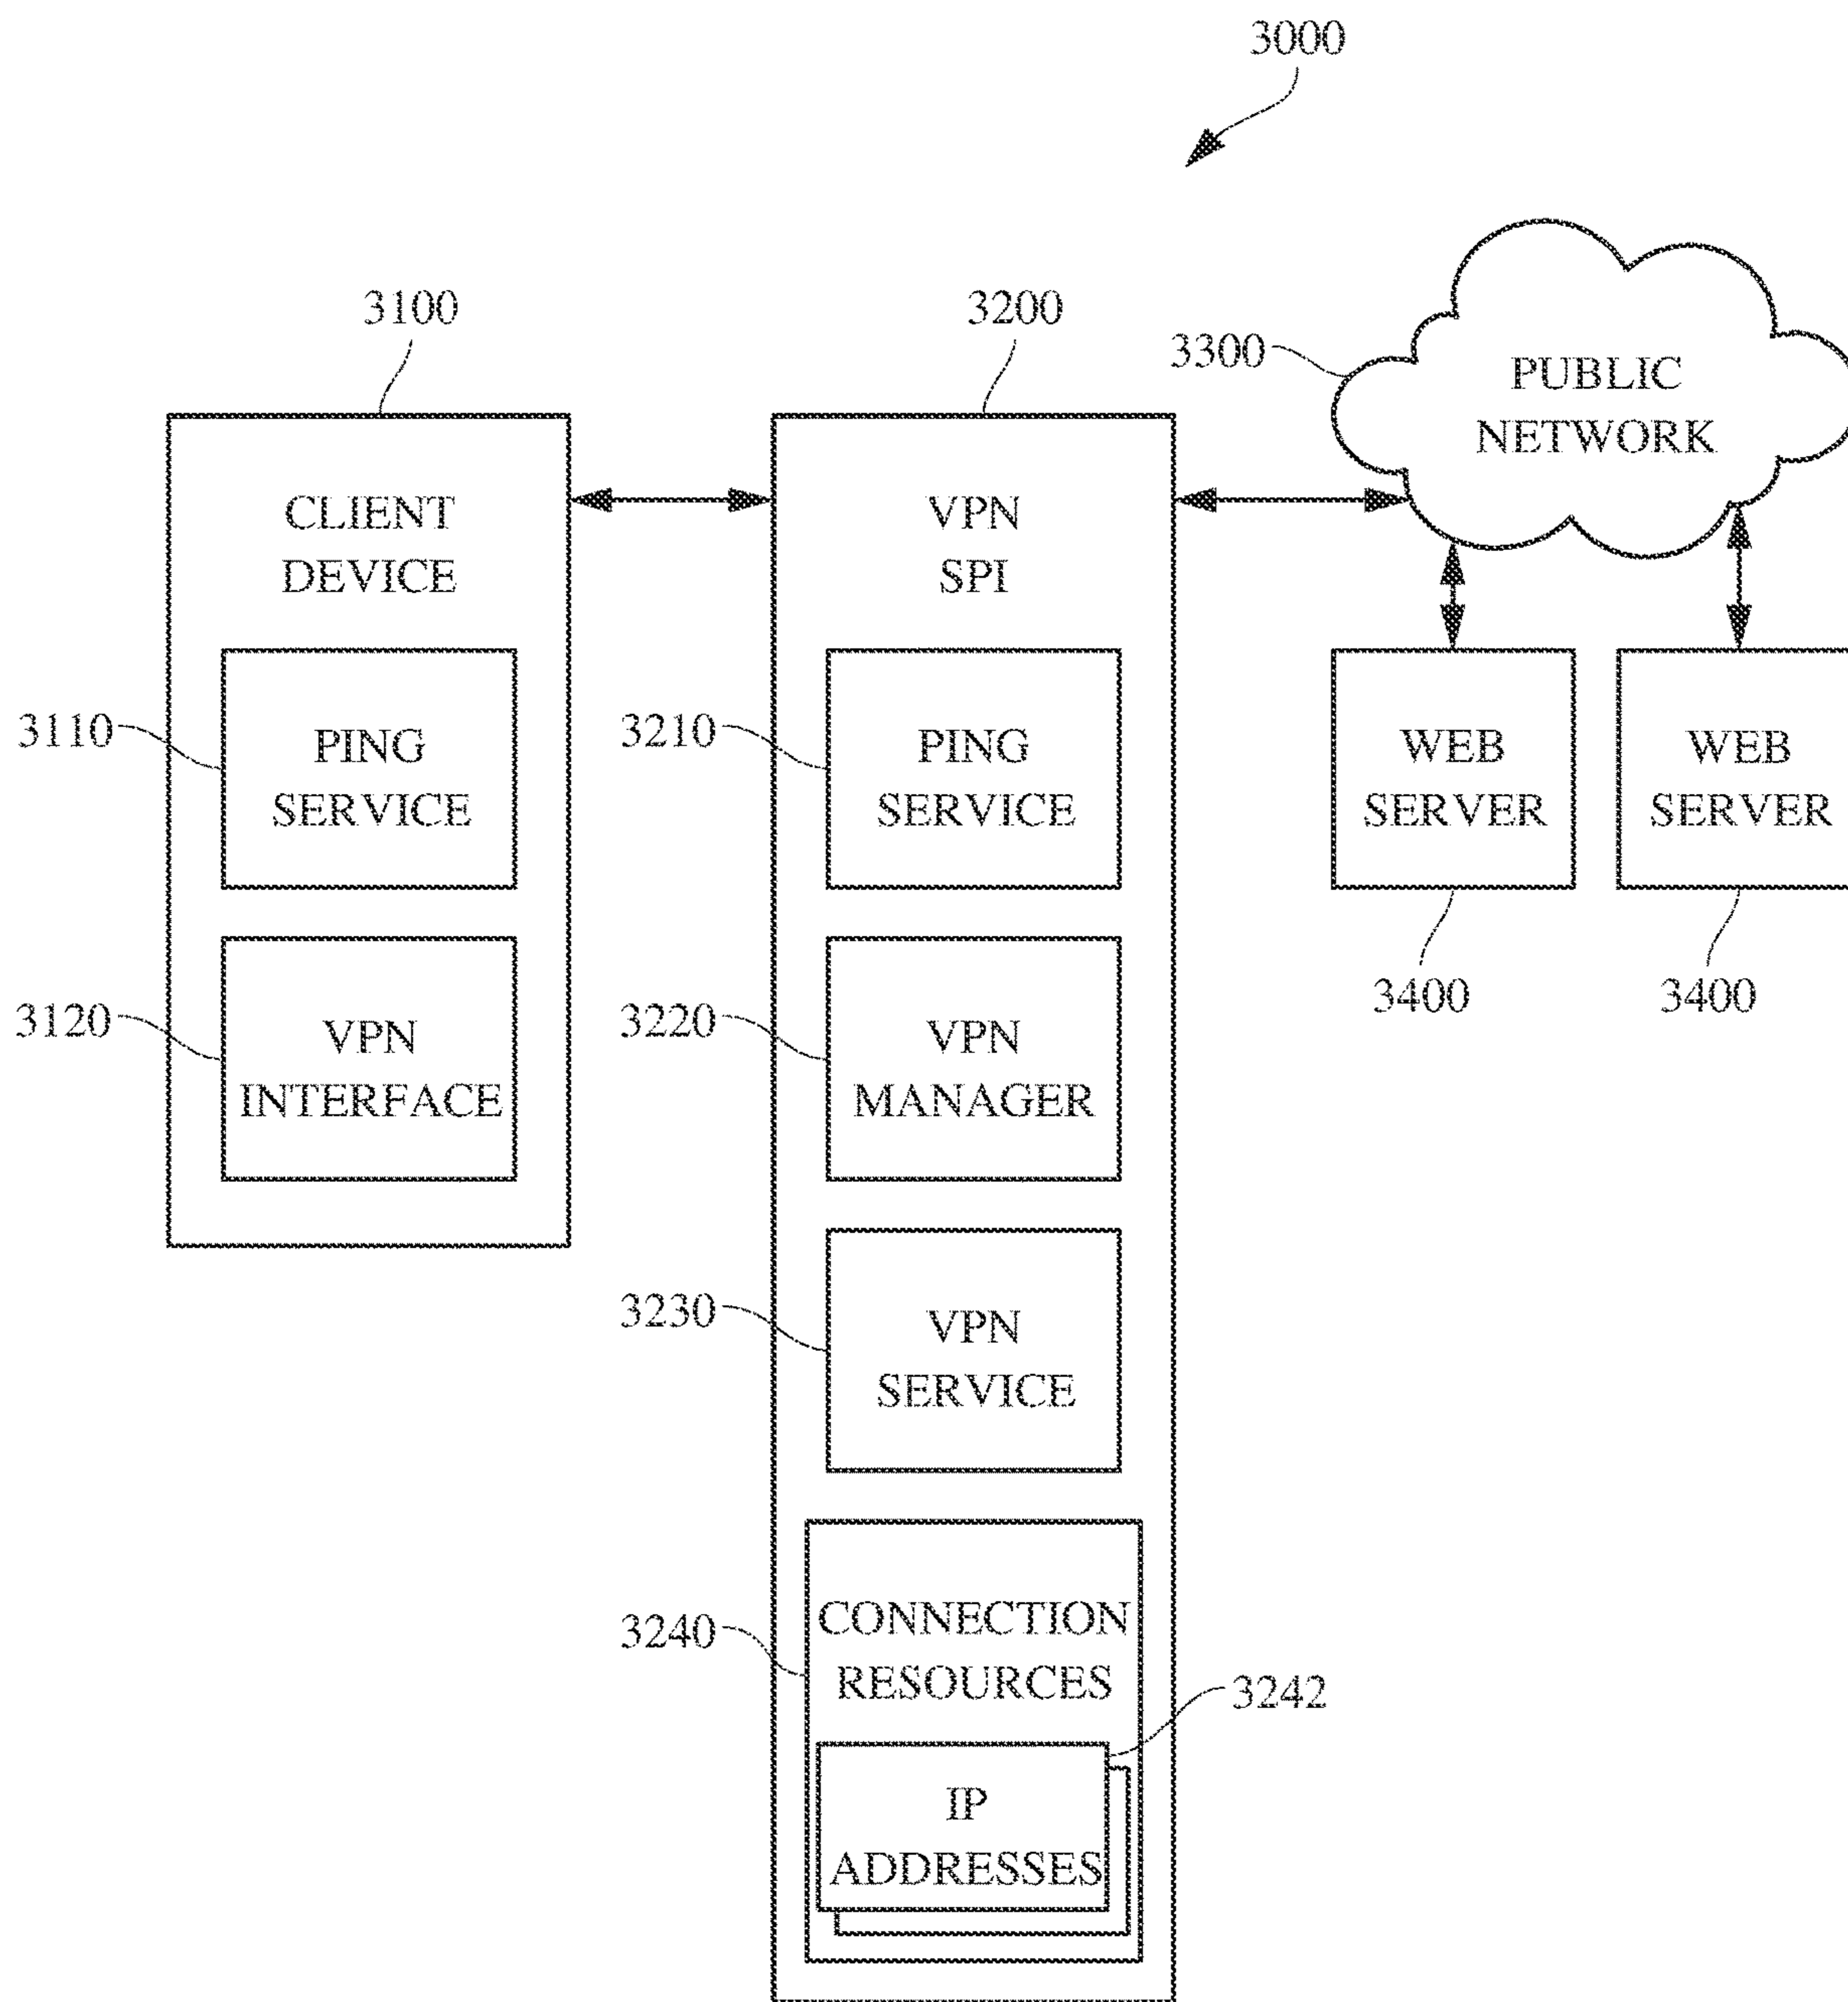 3000
3100
3200
3300
PUBLIC
NETWORK
CLIENT
DEVICE
VPN
SPI
3110
PING
SERVICE
3210
PING
SERVICE
WEB
SERVER
WEB
SERVER
3400
3400
3120
VPN
INTERFACE
3220
VPN
MANAGER
3230
VPN
SERVICE
3240
CONNECTION
RESOURCES
3242
IP
ADDRESSES